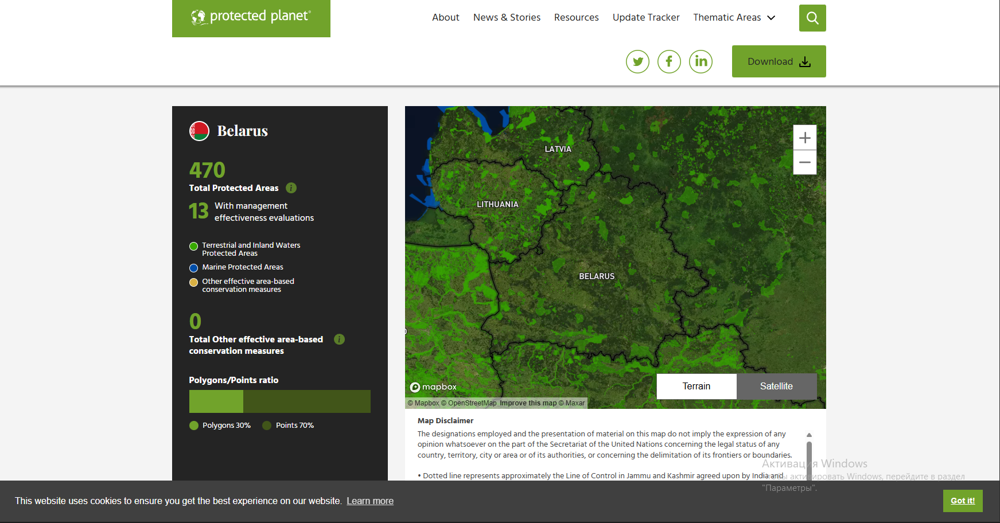 protected planet®
About News & Stories Resources Update Tracker Thematic Areas
Download
Belarus
470
Total Protected Areas i
13 With management
effectiveness evaluations
Terrestrial and Inland Waters
Protected Areas
Marine Protected Areas
Other effective area-based
conservation measures
0
Total Other effective area-based i
conservation measures
Polygons/Points ratio
Polygons 30% Points 70%
LATVIA
LITHUANIA
BELARUS
+
−
mapbox
Terrain Satellite
© Mapbox © OpenStreetMap Improve this map © Maxar
Map Disclaimer
The designations employed and the presentation of material on this map do not imply the expression of any
opinion whatsoever on the part of the Secretariat of the United Nations concerning the legal status of any
country, territory, city or area or of its authorities, or concerning the delimitation of its frontiers or boundaries.
• Dotted line represents approximately the Line of Control in Jammu and Kashmir agreed upon by India and
Активация Windows
Чтобы активировать Windows, перейдите в раздел
"Параметры".
This website uses cookies to ensure you get the best experience on our website. Learn more
Got it!